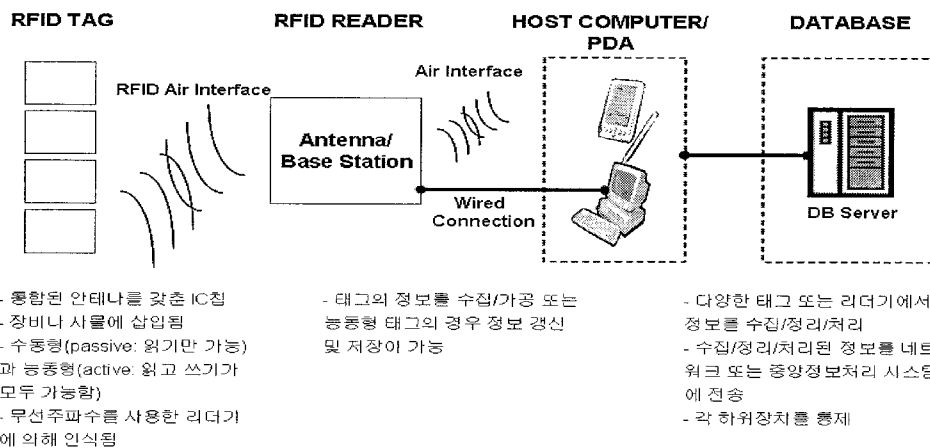 RFID TAG
RFID READER
HOST COMPUTER/
PDA
DATABASE
RFID Air Interface
Air Interface
Antenna/
Base Station
Wired
Connection
DB Server
- 통합된 안테나를 갖춘 IC칩
- 장비나 사물에 삽입됨
- 수동형(passive: 읽기만 가능)
과 능동형(active: 읽고 쓰기가
모두 가능함)
- 무선주파수를 사용한 리더기
에 의해 인식됨
- 태그의 정보를 수집/가공 또는
능동형 태그의 경우 정보 갱신
및 저장이 가능
- 다양한 태그 또는 리더기에서
정보를 수집/정리/처리
- 수집/정리/처리된 정보를 네트
워크 또는 중앙정보처리 시스템
에 전송
- 각 하위장치를 통제